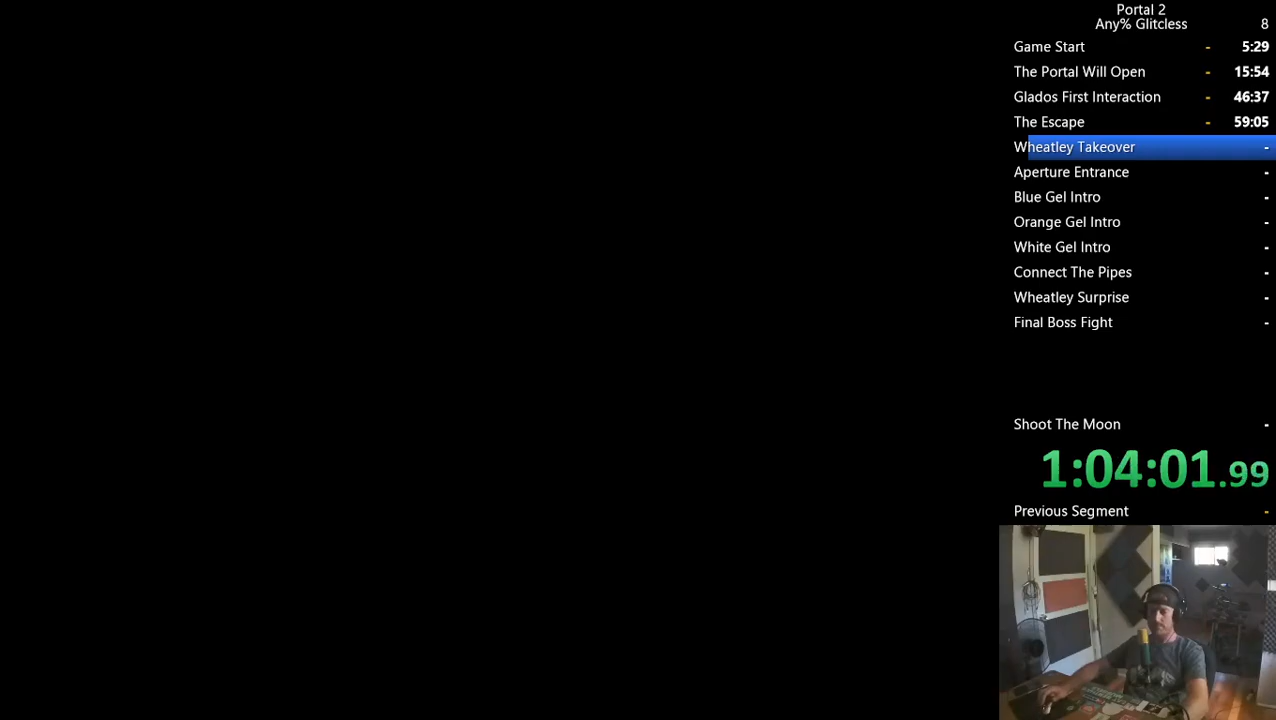 Portal 2
Any% Glitcless 8
Game Start - 5:29
The Portal Will Open - 15:54
Glados First Interaction - 46:37
The Escape - 59:05
Wheatley Takeover -
Aperture Entrance -
Blue Gel Intro -
Orange Gel Intro -
White Gel Intro -
Connect The Pipes -
Wheatley Surprise -
Final Boss Fight -
Shoot The Moon -
1:04:01.99
Previous Segment -